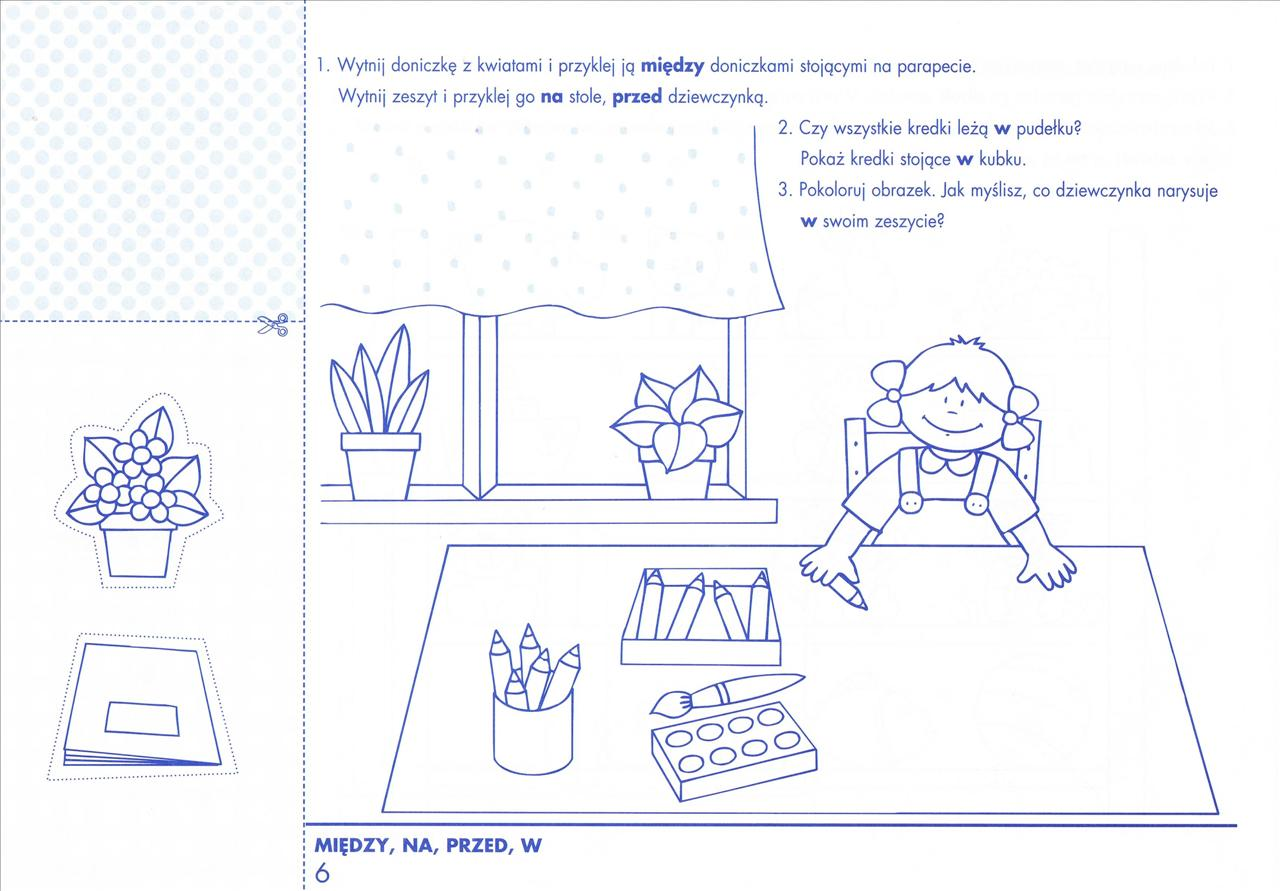 1. Wytnij doniczkę z kwiatami i przyklej ją między doniczkami stojącymi na parapecie.
Wytnij zeszyt i przyklej go na stole, przed dziewczynką.
2. Czy wszystkie kredki leżą w pudełku?
Pokaż kredki stojące w kubku.
3. Pokoloruj obrazek. Jak myślisz, co dziewczynka narysuje
w swoim zeszycie?
MIĘDZY, NA, PRZED, W
6